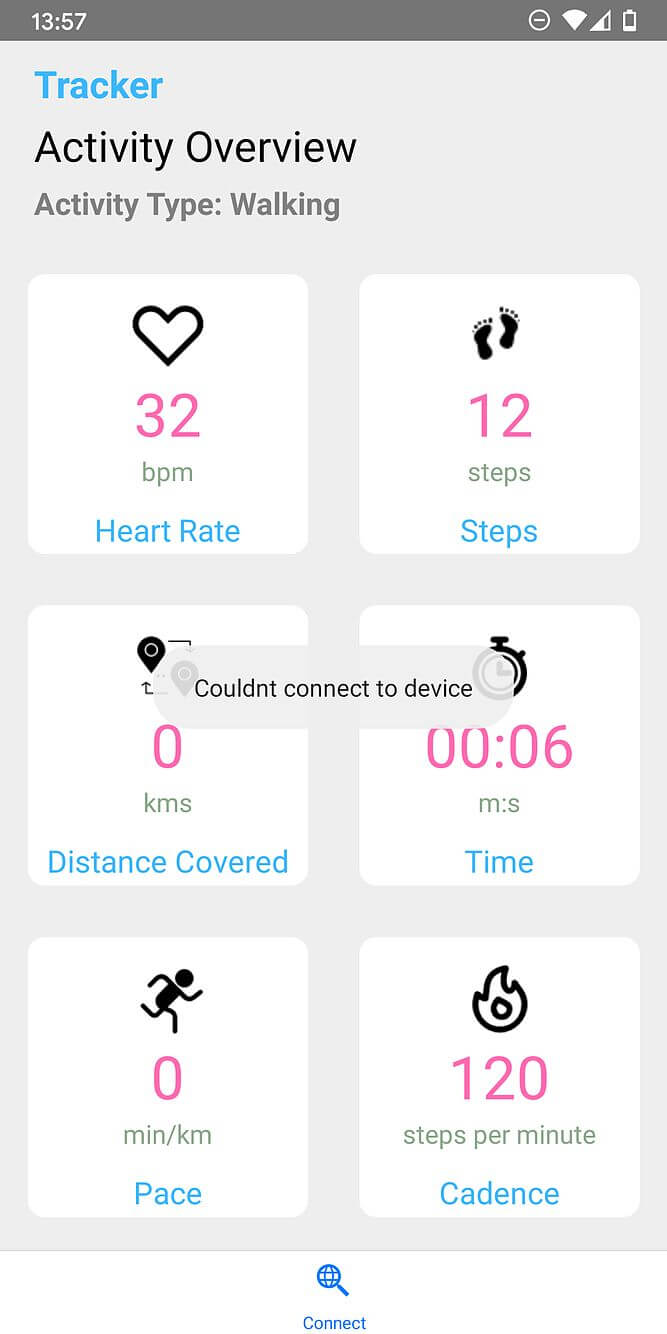 13:57
Tracker
Activity Overview
Activity Type: Walking
32
bpm
Heart Rate
12
steps
Steps
Couldnt connect to device
0
kms
Distance Covered
00:06
m:s
Time
0
min/km
Pace
120
steps per minute
Cadence
Connect